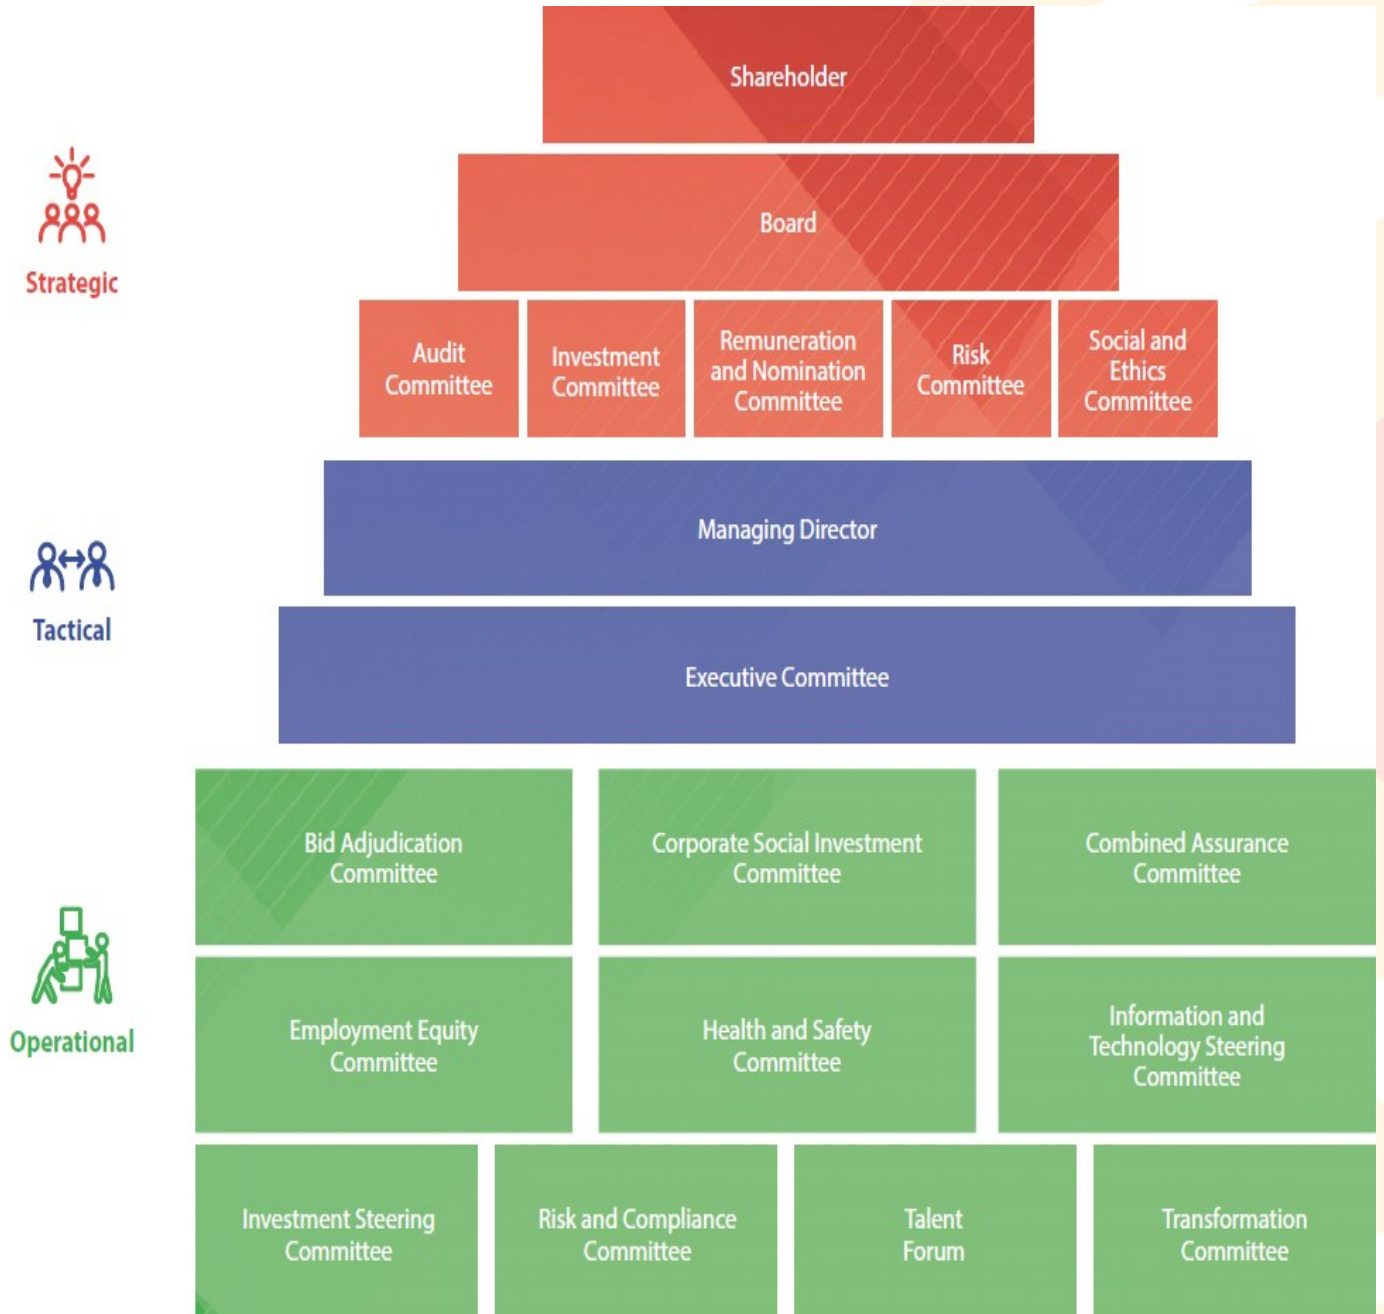 Shareholder
Board
Strategic
Audit
Committee
Investment
Committee
Remuneration
and Nomination
Committee
Risk
Committee
Social and
Ethics
Committee
Managing Director
Tactical
Executive Committee
Bid Adjudication
Committee
Corporate Social Investment
Committee
Combined Assurance
Committee
Operational
Employment Equity
Committee
Health and Safety
Committee
Information and
Technology Steering
Committee
Investment Steering
Committee
Risk and Compliance
Committee
Talent
Forum
Transformation
Committee